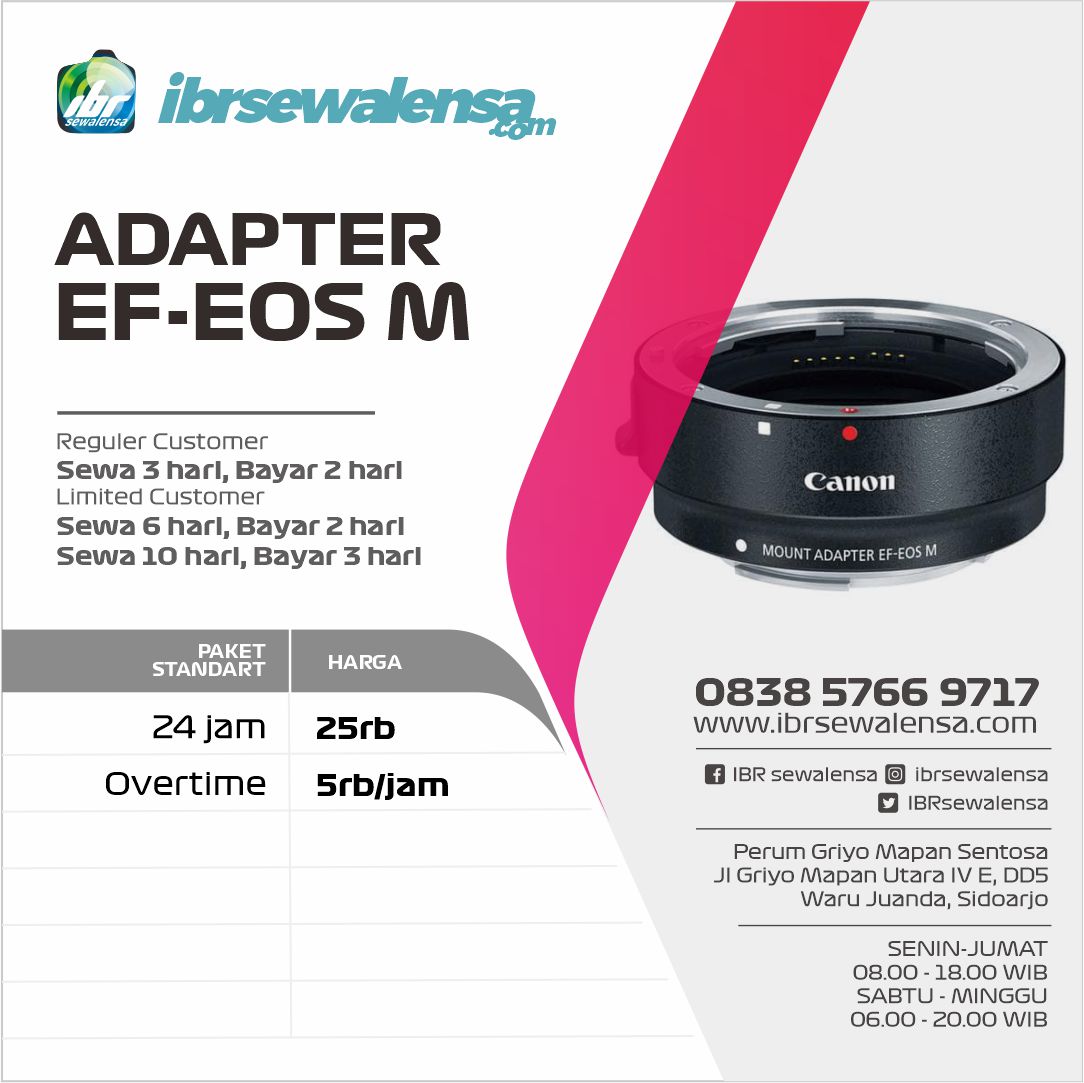 ibr
sewalensa
ibrsewalensa
.com
ADAPTER
EF-EOS M
Reguler Customer
Sewa 3 hari, Bayar 2 hari
Limited Customer
Sewa 6 hari, Bayar 2 hari
Sewa 10 hari, Bayar 3 hari
PAKET
STANDART
HARGA
24 jam
25rb
Overtime
5rb/jam
Canon
MOUNT ADAPTER EF-EOS M
0838 5766 9717
www.ibrsewalensa.com
IBR sewalensa ibrsewalensa
IBRsewalensa
Perum Griyo Mapan Sentosa
Jl Griyo Mapan Utara IV E, DD5
Waru Juanda, Sidoarjo
SENIN-JUMAT
08.00 - 18.00 WIB
SABTU - MINGGU
06.00 - 20.00 WIB